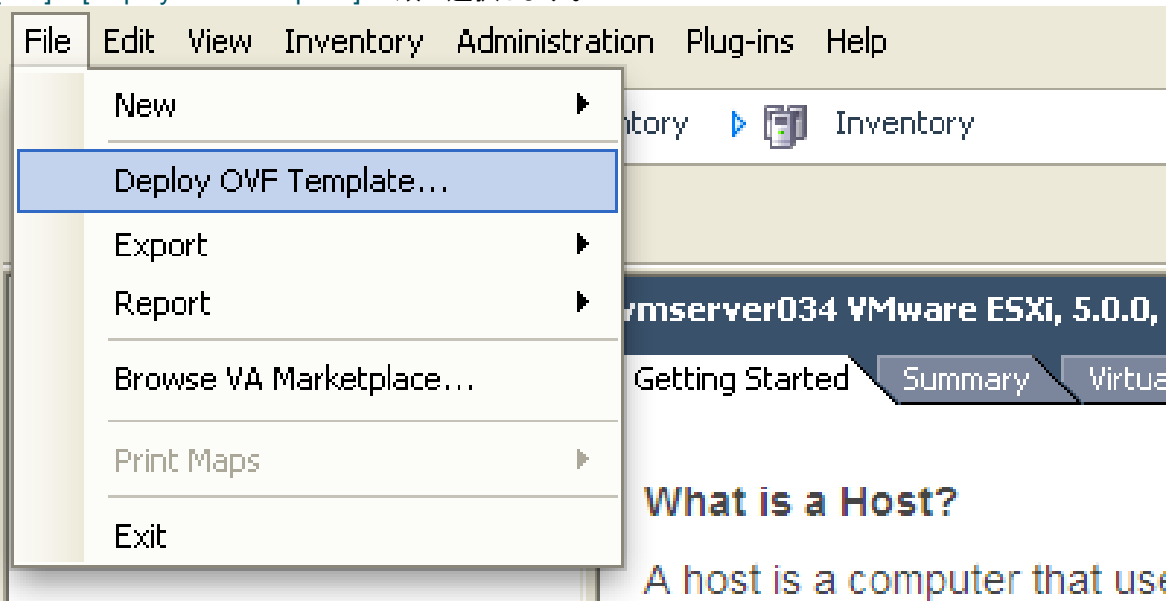 File Edit View Inventory Administration Plug-ins Help
New
Inventory
Deploy OVF Template...
Export
Report
vmserver034 VMware ESXi, 5.0.0,
Browse VA Marketplace...
Getting Started Summary
Print Maps
What is a Host?
Exit
A host is a computer that use